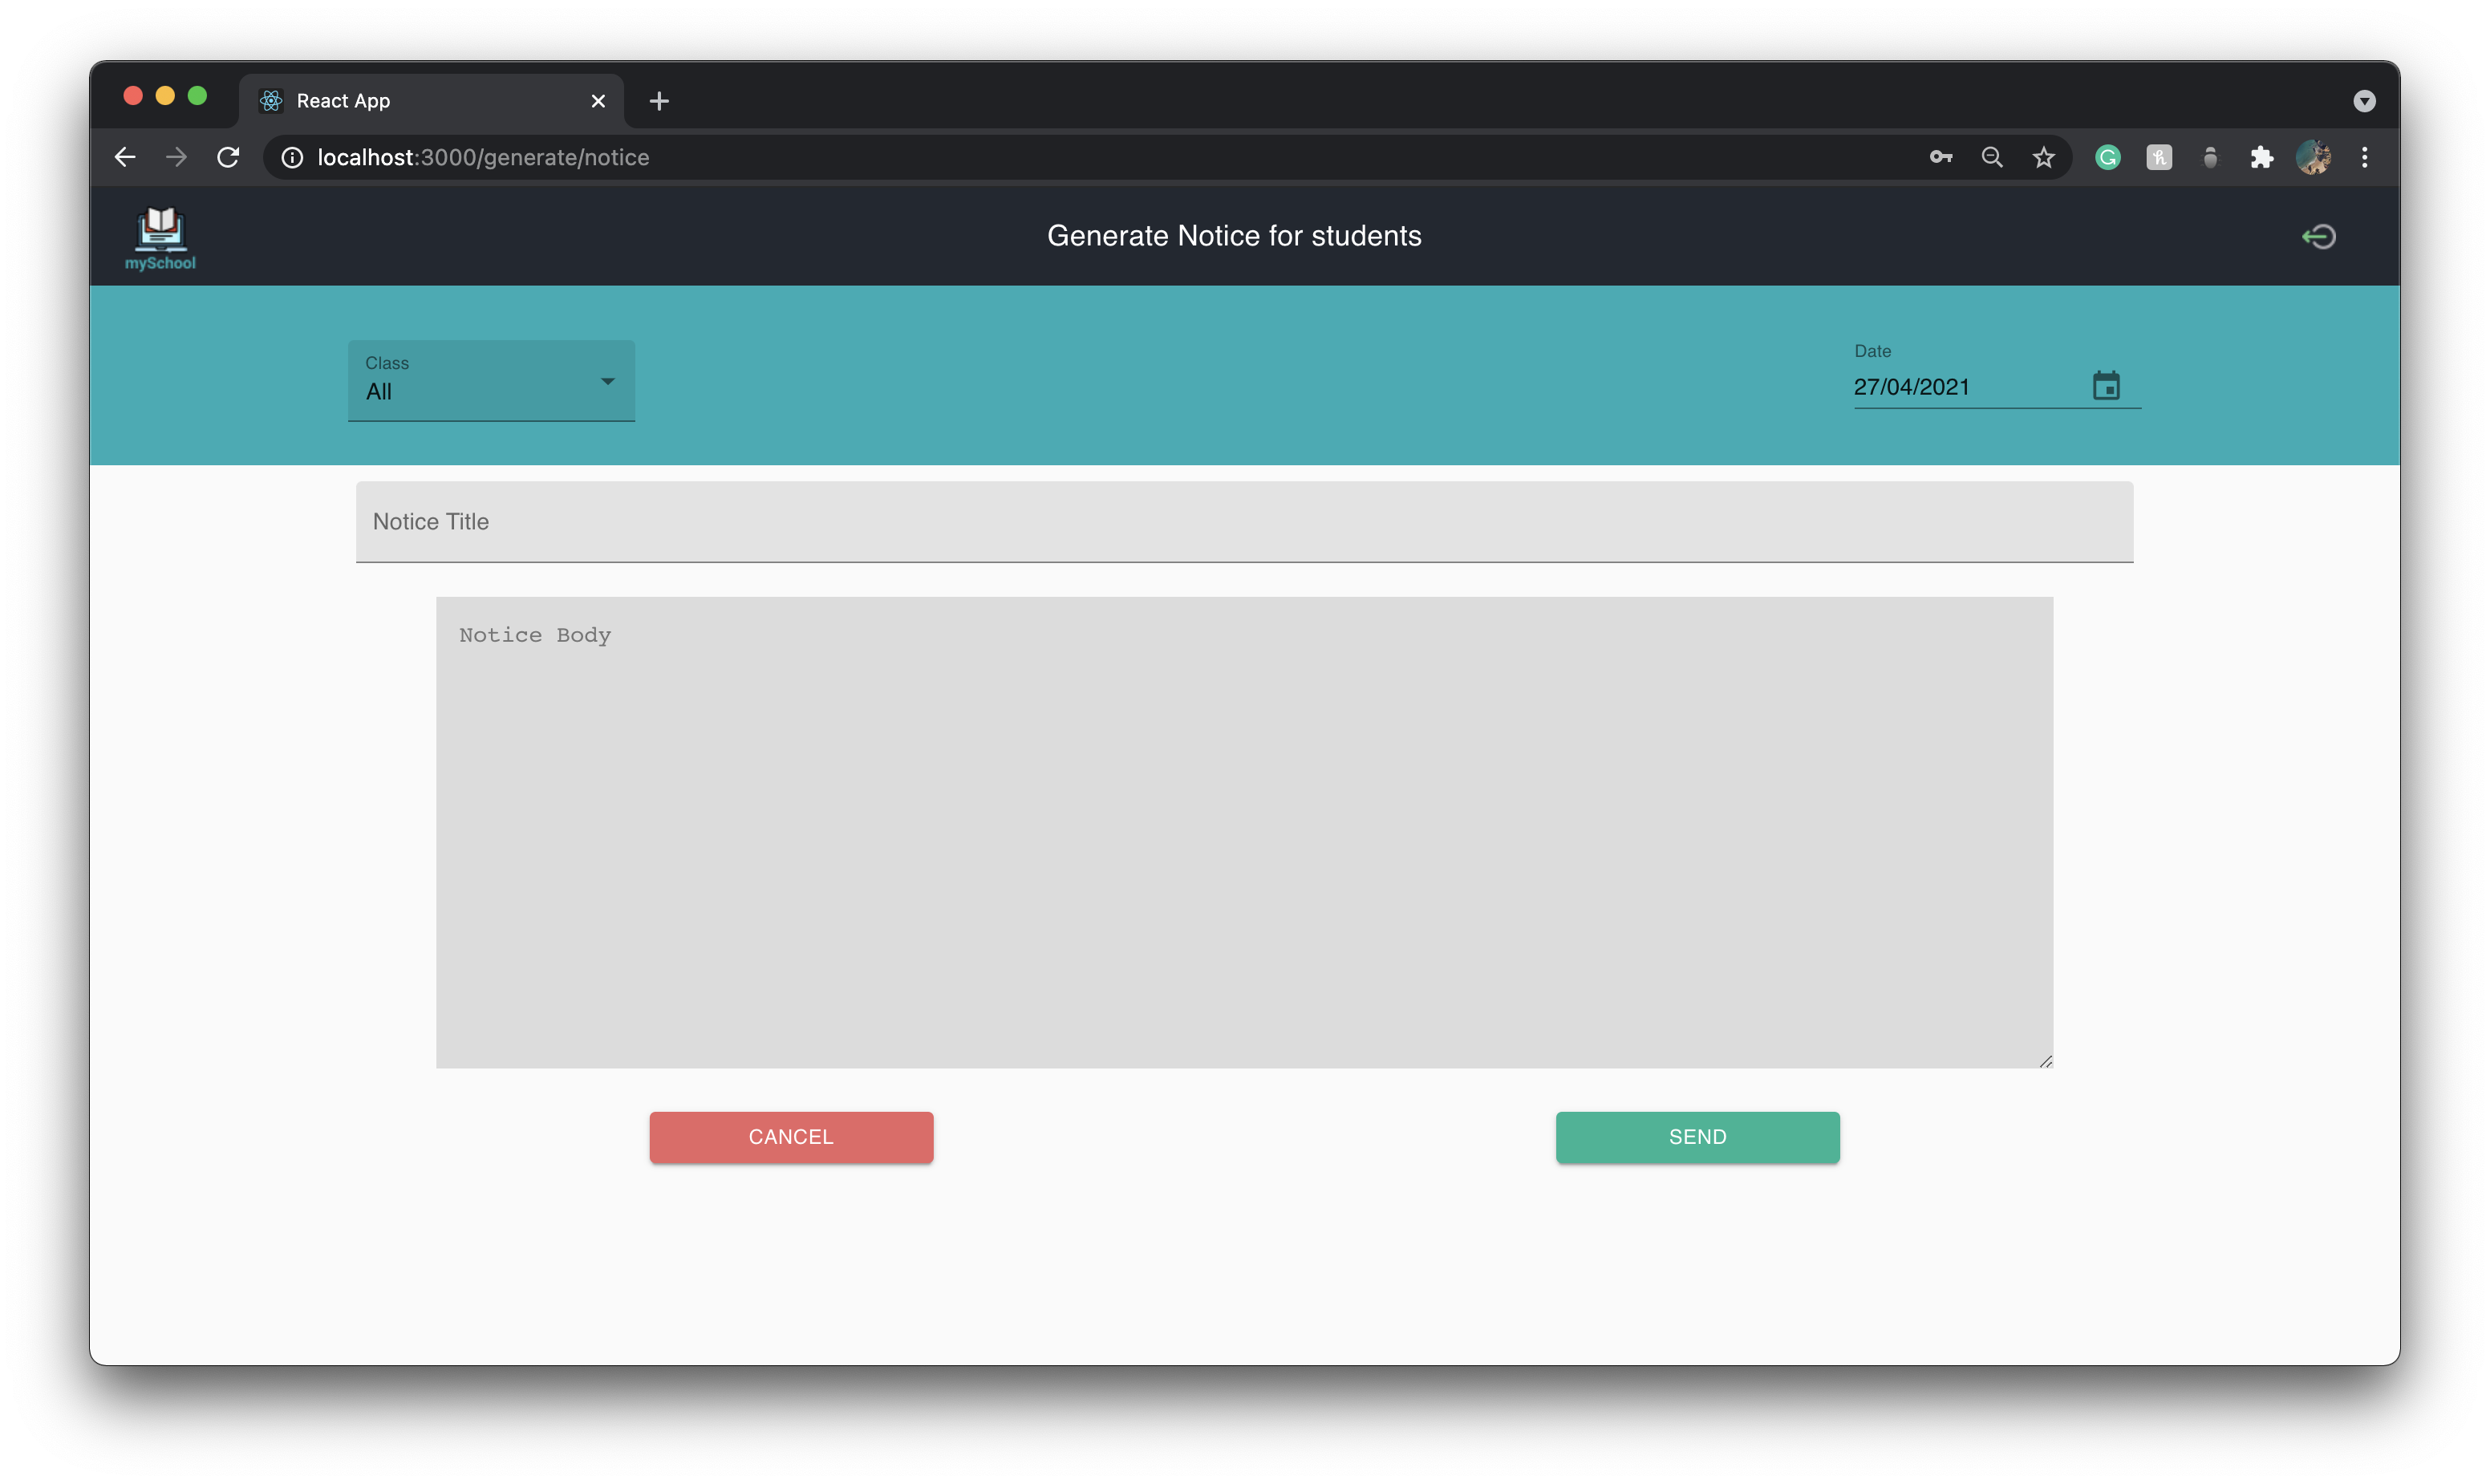 React App
localhost:3000/generate/notice
mySchool
Generate Notice for students
Class
All
Date
27/04/2021
Notice Title
Notice Body
CANCEL
SEND